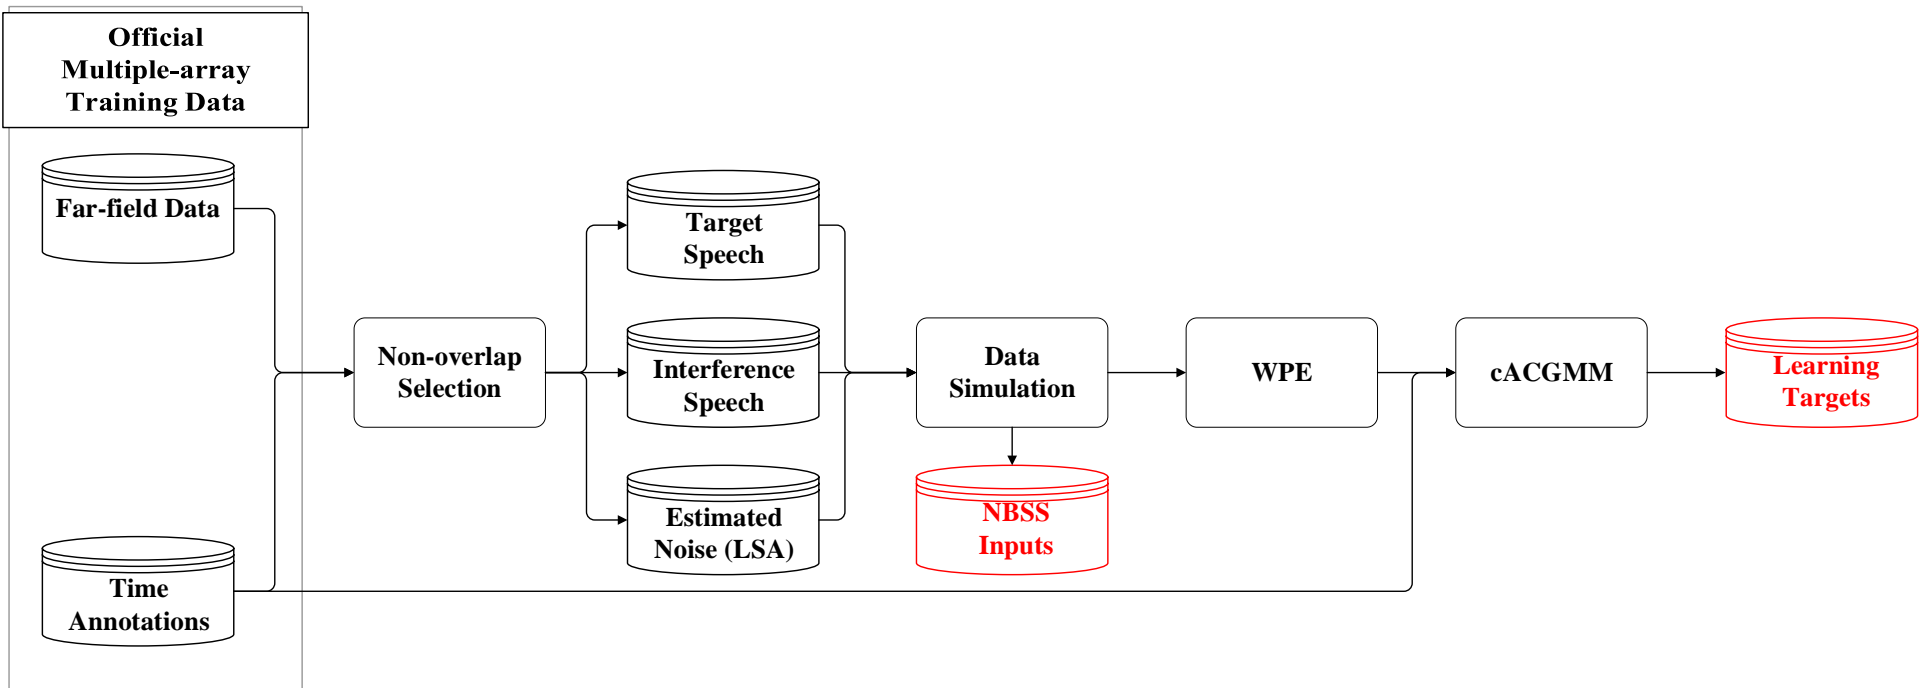 Official
Multiple-array
Training Data
Far-field Data
Time
Annotations
Non-overlap
Selection
Target
Speech
Interference
Speech
Estimated
Noise (LSA)
Data
Simulation
NBSS
Inputs
WPE
cACGMM
Learning
Targets